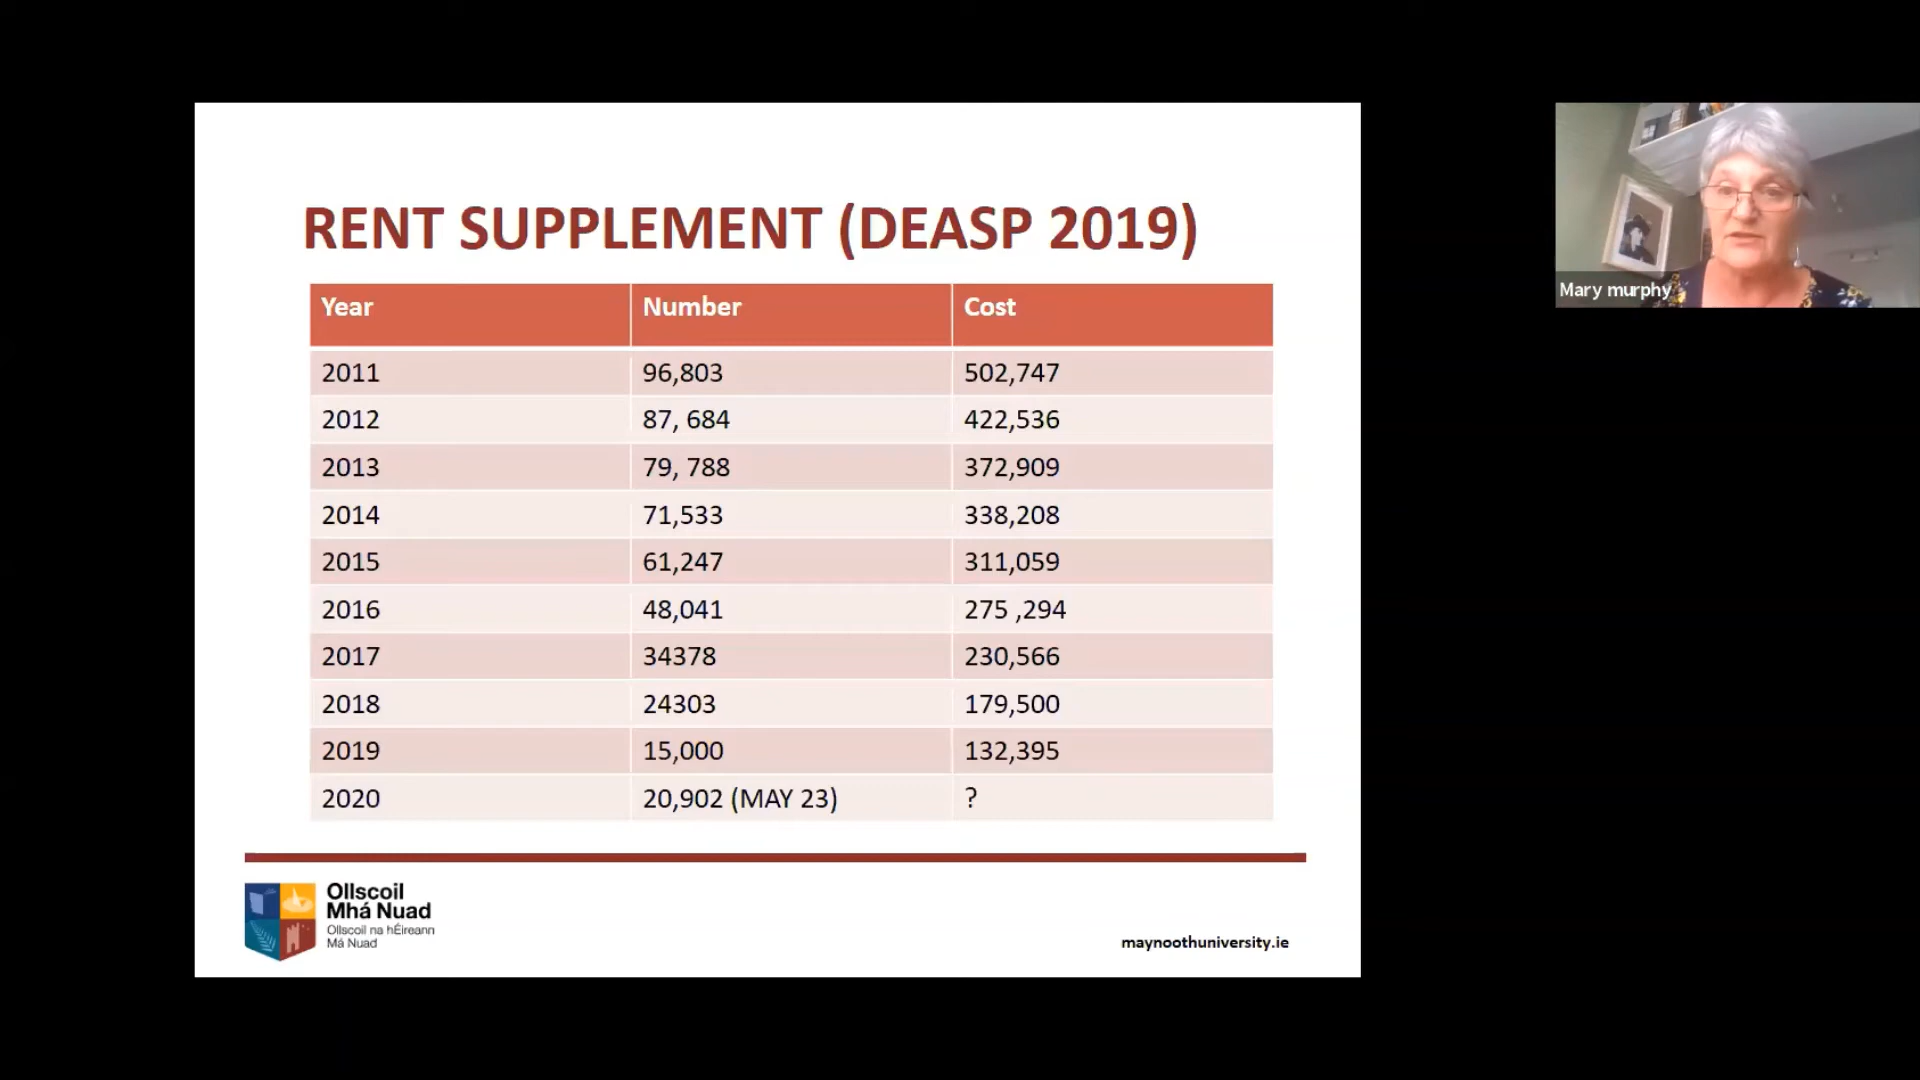 RENT SUPPLEMENT (DEASP 2019)
Year Number Cost
2011 96,803 502,747
2012 87, 684 422,536
2013 79, 788 372,909
2014 71,533 338,208
2015 61,247 311,059
2016 48,041 275 ,294
2017 34378 230,566
2018 24303 179,500
2019 15,000 132,395
2020 20,902 (MAY 23) ?
Ollscoil
Mhá Nuad
Ollscoil na hÉireann
Má Nuad
maynoothuniversity.ie
Mary murphy